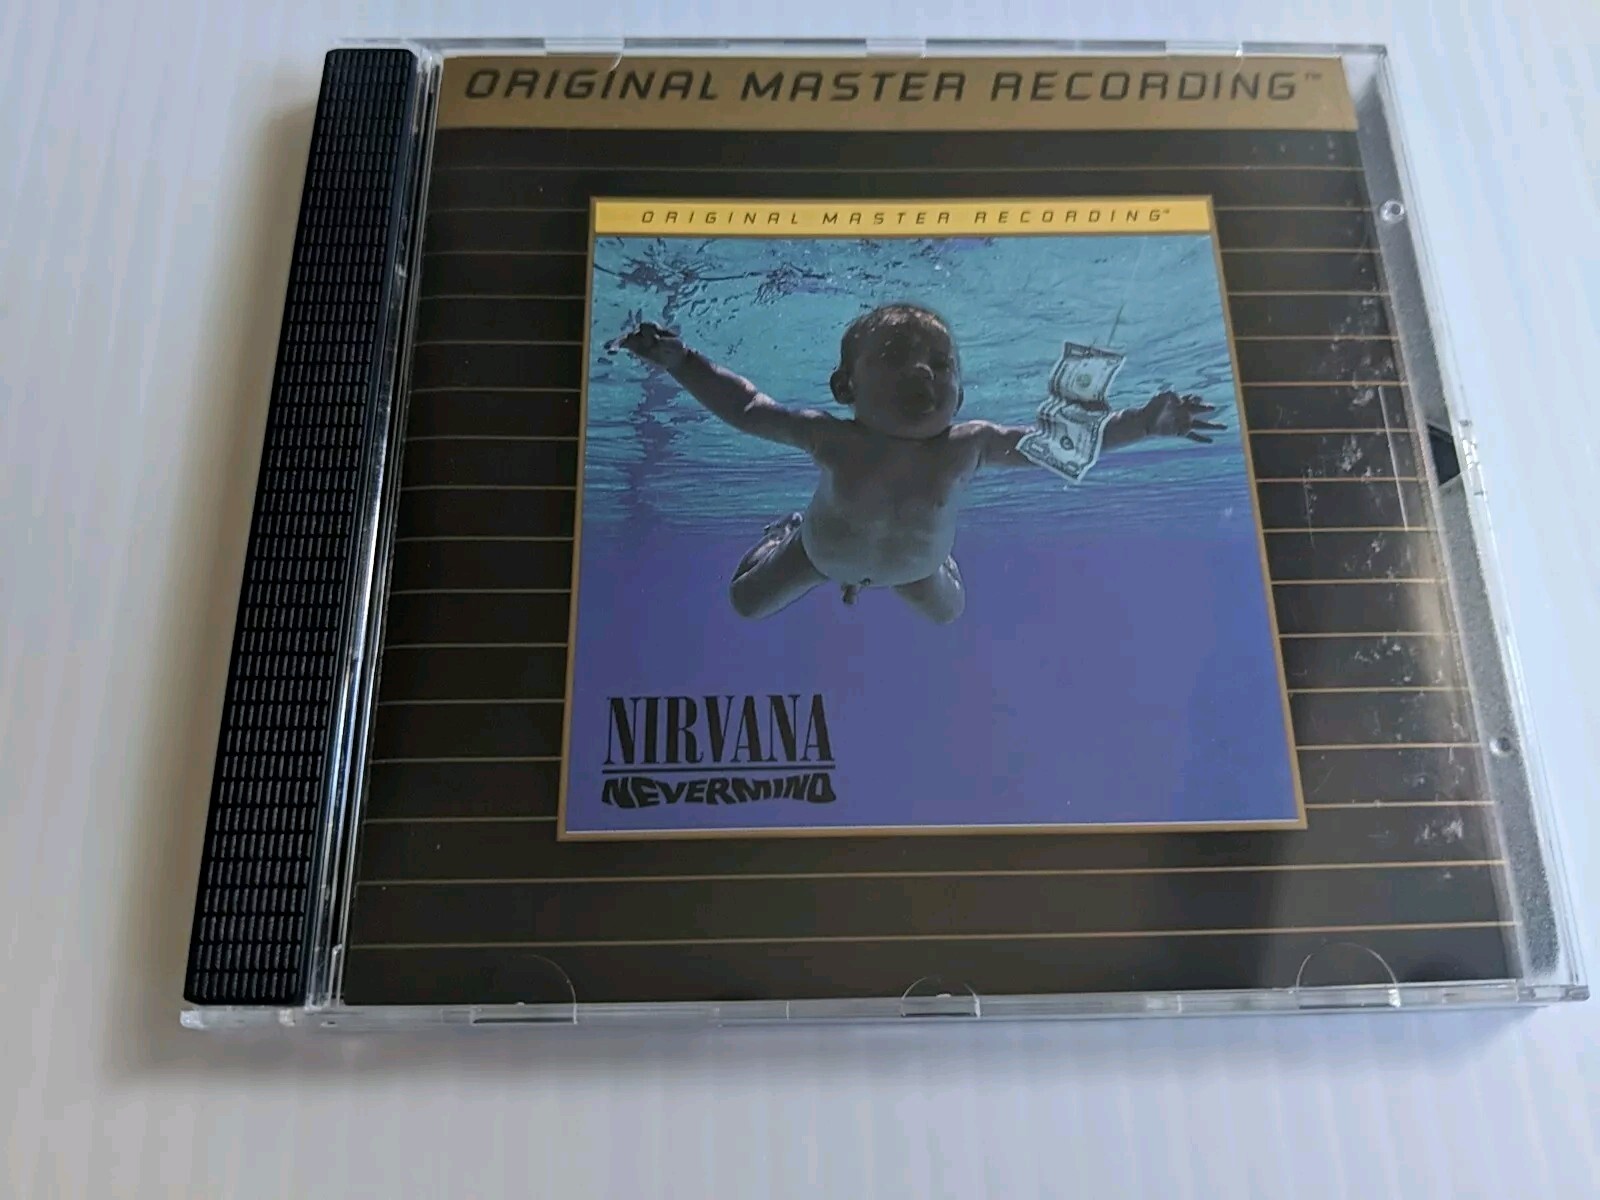 ORIGINAL MASTER RECORDING™
ORIGINAL MASTER RECORDING™
NIRVANA
NEVERMIND